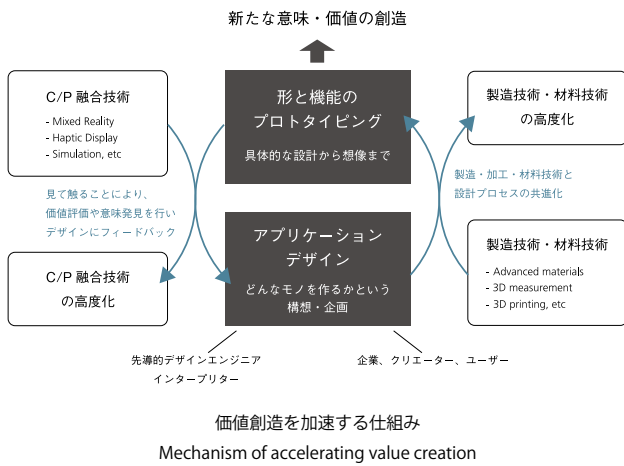 新たな意味・価値の創造
C/P 融合技術
- Mixed Reality
- Haptic Display
- Simulation, etc
形と機能の
プロトタイピング
具体的な設計から想像まで
製造技術・材料技術
の高度化
見て触ることにより、
価値評価や意味発見を行い
デザインにフィードバック
製造・加工・材料技術と
設計プロセスの共進化
C/P 融合技術
の高度化
アプリケーション
デザイン
どんなモノを作るかという
構想・企画
製造技術・材料技術
- Advanced materials
- 3D measurement
- 3D printing, etc
先導的デザインエンジニア
インタープリター
企業、クリエーター、ユーザー
価値創造を加速する仕組み
Mechanism of accelerating value creation